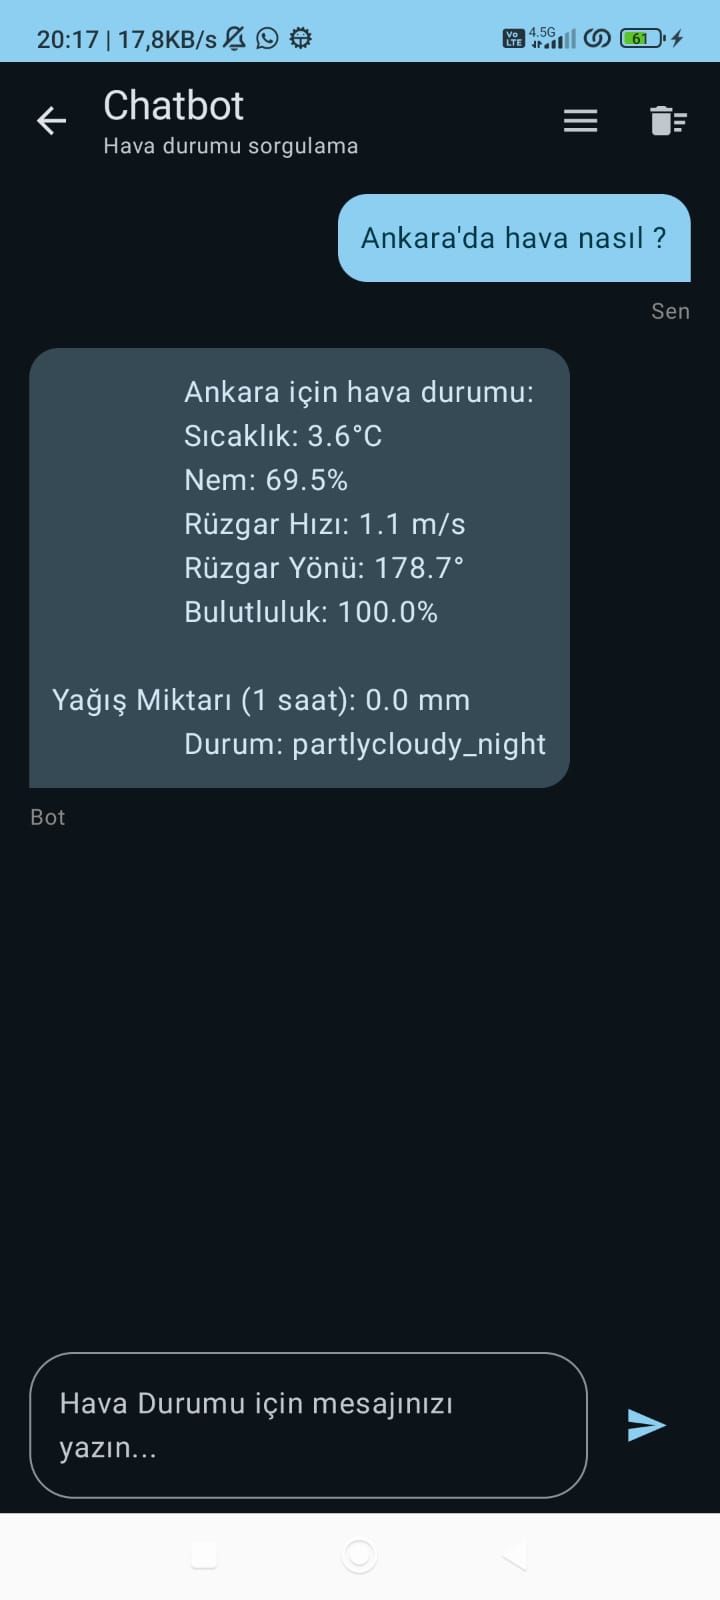 20:17 | 17,8KB/s
Vo LTE 4.5G 61
Chatbot
Hava durumu sorgulama
Ankara'da hava nasıl ?
Sen
Ankara için hava durumu:
Sıcaklık: 3.6°C
Nem: 69.5%
Rüzgar Hızı: 1.1 m/s
Rüzgar Yönü: 178.7°
Bulutluluk: 100.0%
Yağış Miktarı (1 saat): 0.0 mm
Durum: partlycloudy_night
Bot
Hava Durumu için mesajınızı
yazın...